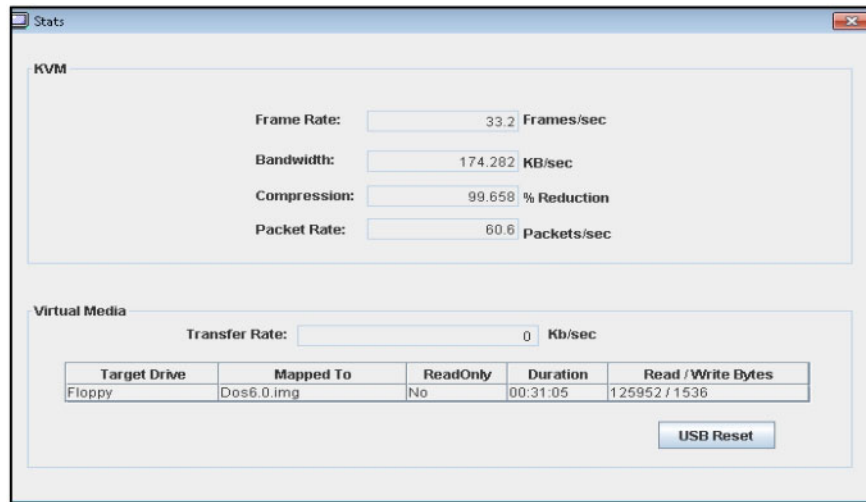 Stats
KVM
Frame Rate: 33.2 Frames/sec
Bandwidth: 174.282 KB/sec
Compression: 99.658 % Reduction
Packet Rate: 60.6 Packets/sec
Virtual Media
Transfer Rate: 0 Kb/sec
Target Drive Mapped To ReadOnly Duration Read / Write Bytes
Floppy Dos6.0.img No 00:31:05 125952 / 1536
USB Reset